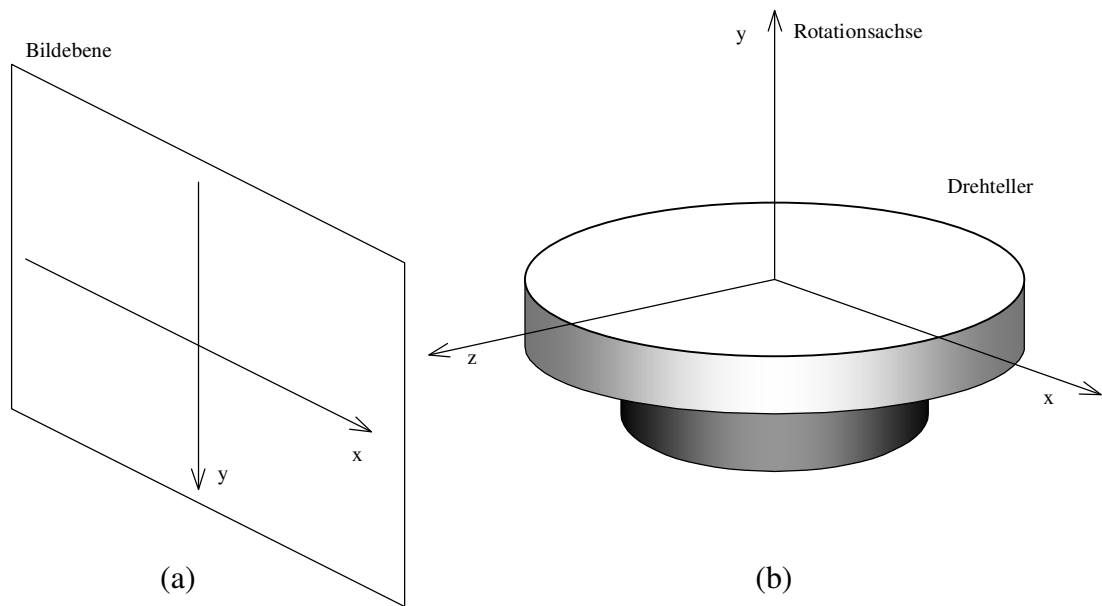 Bildebene
x
y
(a)
y
Rotationsachse
Drehteller
z
x
(b)